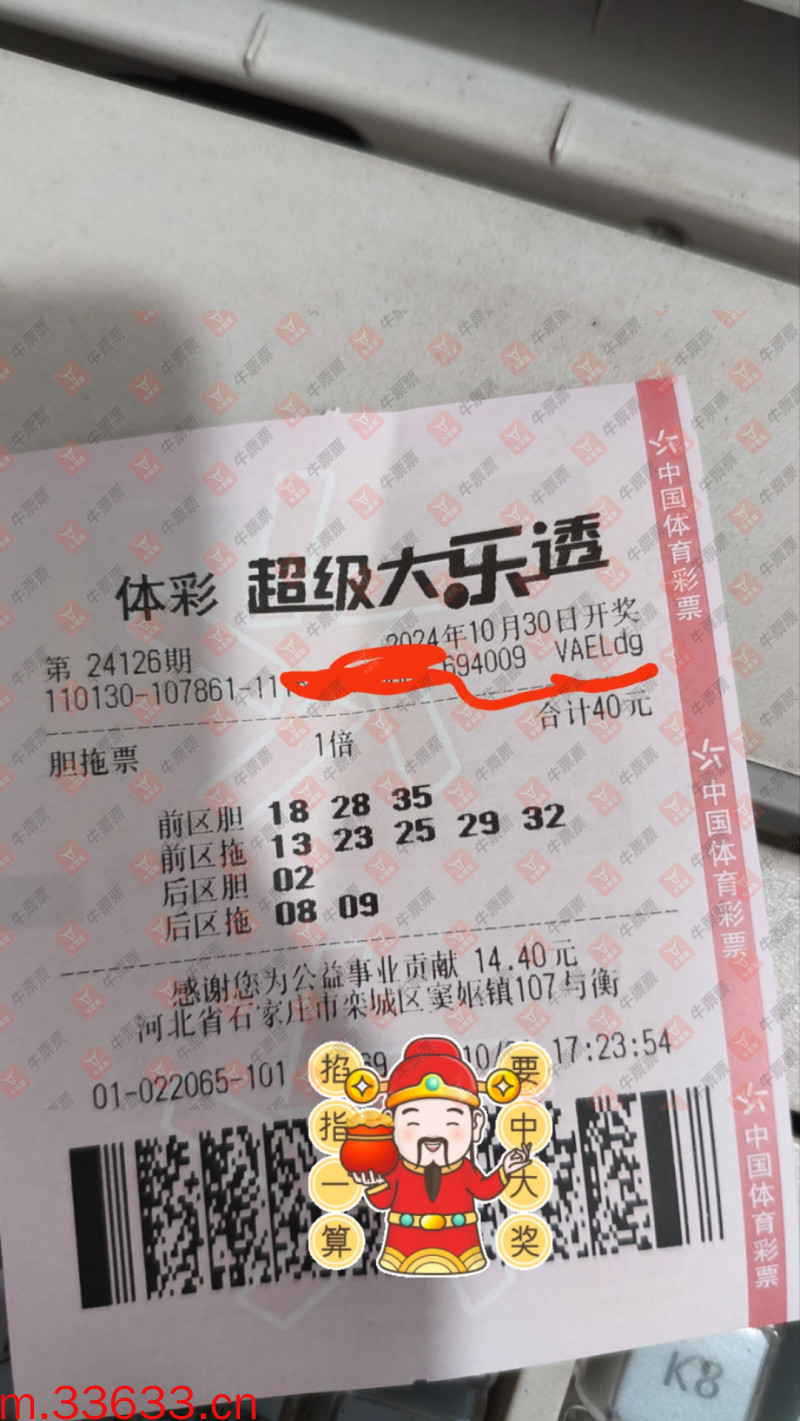 体彩 超级大乐透
第 24126期 2024年10月30日开奖
110130-107861-111 694009 VAELdg
合计40元
胆拖票 1倍
前区胆 18 28 35
前区拖 13 23 25 29 32
后区胆 02
后区拖 08 09
感谢您为公益事业贡献 14.40元
河北省石家庄市栾城区窦妪镇107与衡
01-022065-101 17:23:54
掐指一算
要中大奖
中国体育彩票
中国体育彩票
中国体育彩票
牛票票
K8
m.33633.cn